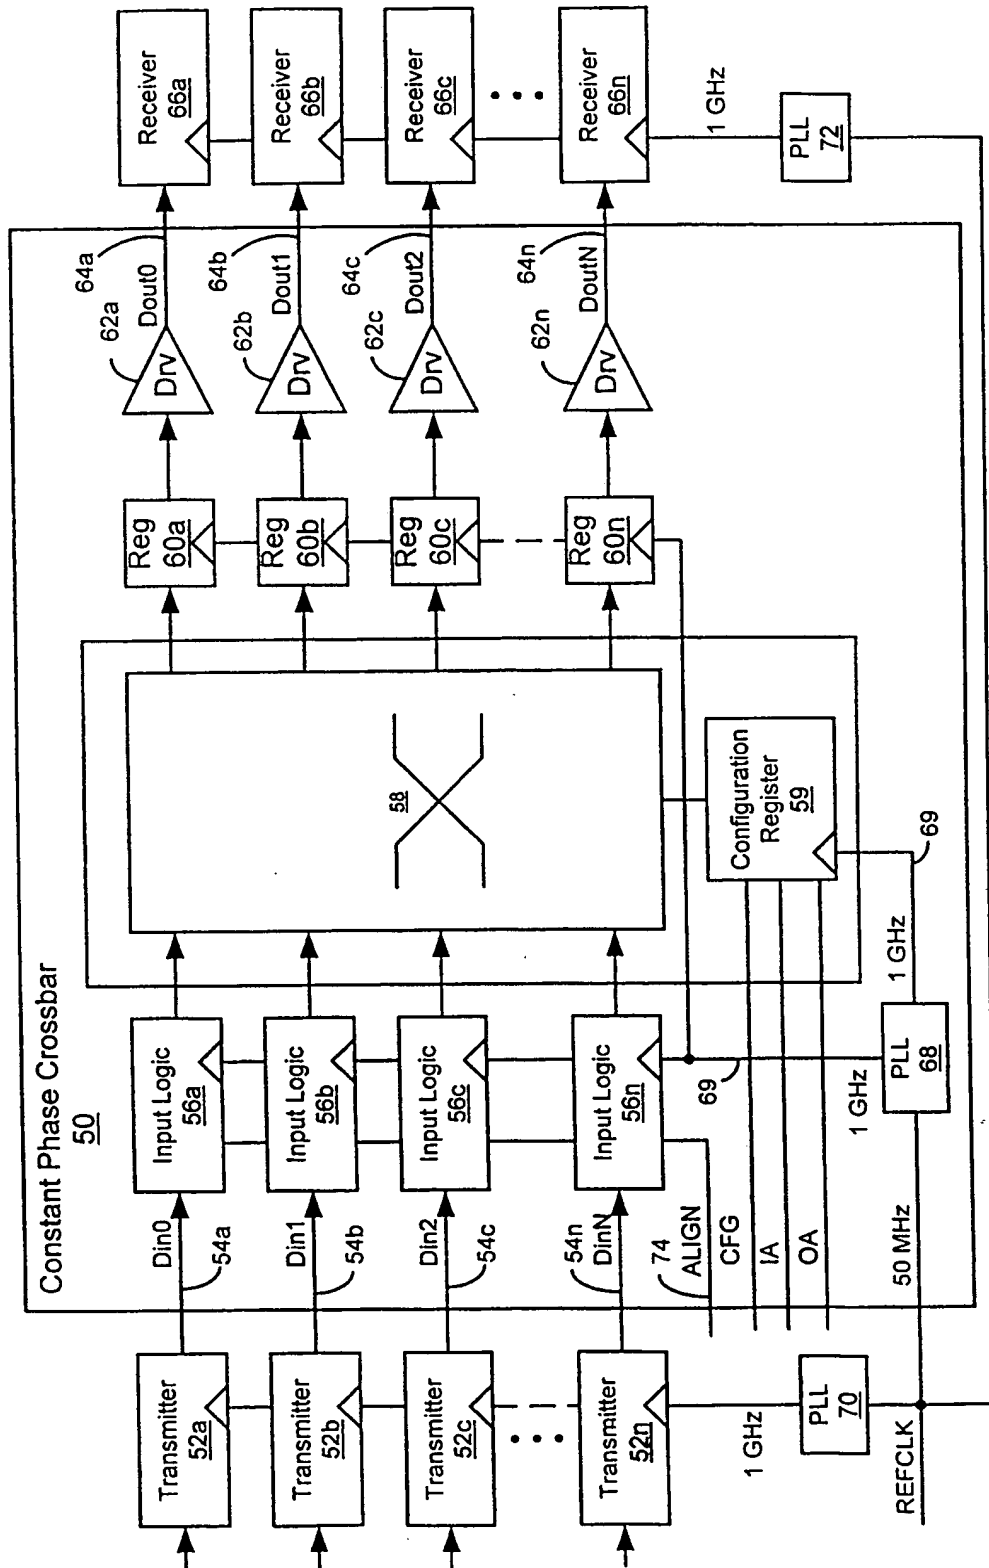 Constant Phase Crossbar
50
Transmitter
52a
Transmitter
52b
Transmitter
52c
Transmitter
52n
Din0
54a
Din1
54b
Din2
54c
54n
DinN
Input Logic
56a
Input Logic
56b
Input Logic
56c
Input Logic
56n
58
Reg
60a
Reg
60b
Reg
60c
Reg
60n
62a
Drv
62b
Drv
62c
Drv
62n
Drv
64a
Dout0
64b
Dout1
64c
Dout2
64n
DoutN
Receiver
66a
Receiver
66b
Receiver
66c
Receiver
66n
74
ALIGN
CFG
IA
OA
Configuration
Register
59
69
69
1 GHz
1 GHz
PLL
68
50 MHz
1 GHz
PLL
70
REFCLK
1 GHz
PLL
72